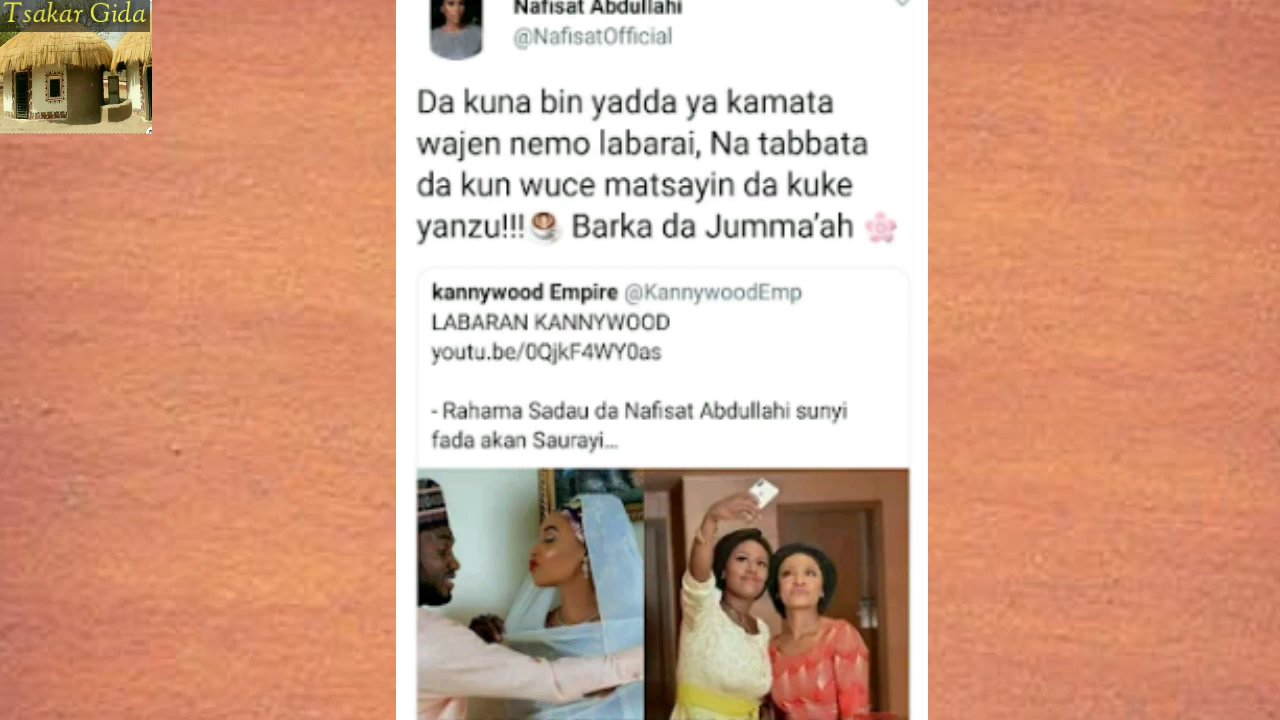 Tsakar Gida
Nafisat Abdullahi
@NafisatOfficial
Da kuna bin yadda ya kamata
wajen nemo labarai, Na tabbata
da kun wuce matsayin da kuke
yanzu!!!☕ Barka da Jumma'ah 🌸
kannywood Empire @KannywoodEmp
LABARAN KANNYWOOD
youtu.be/0QjkF4WY0as
- Rahama Sadau da Nafisat Abdullahi sunyi
fada akan Saurayi...